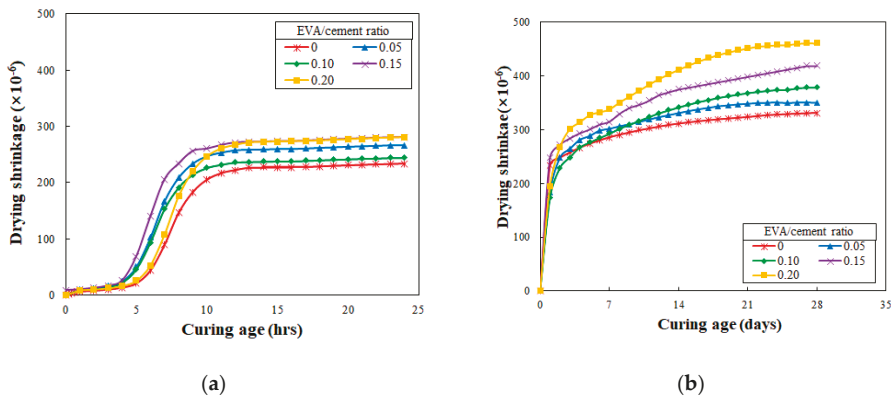 500
400
300
200
100
0
Drying shrinkage (×10⁻⁶)
EVA/cement ratio
0 0.05
0.10 0.15
0.20
0 5 10 15 20 25
Curing age (hrs)
(a)
500
400
300
200
100
0
Drying shrinkae(×10⁻⁶)
EVA/cement ratio
0 0.05
0.10 0.15
0.20
0 7 14 21 28 35
Curing age (days)
(b)